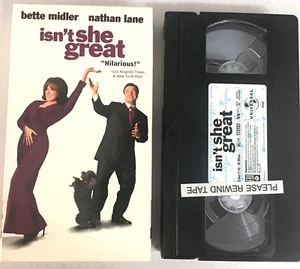 bette midler   nathan lane
isn't she
great
"Hilarious!"
-Los Angeles Times
& New York Post
isn't she
great
UNIVERSAL
PLEASE REWIND TAPE